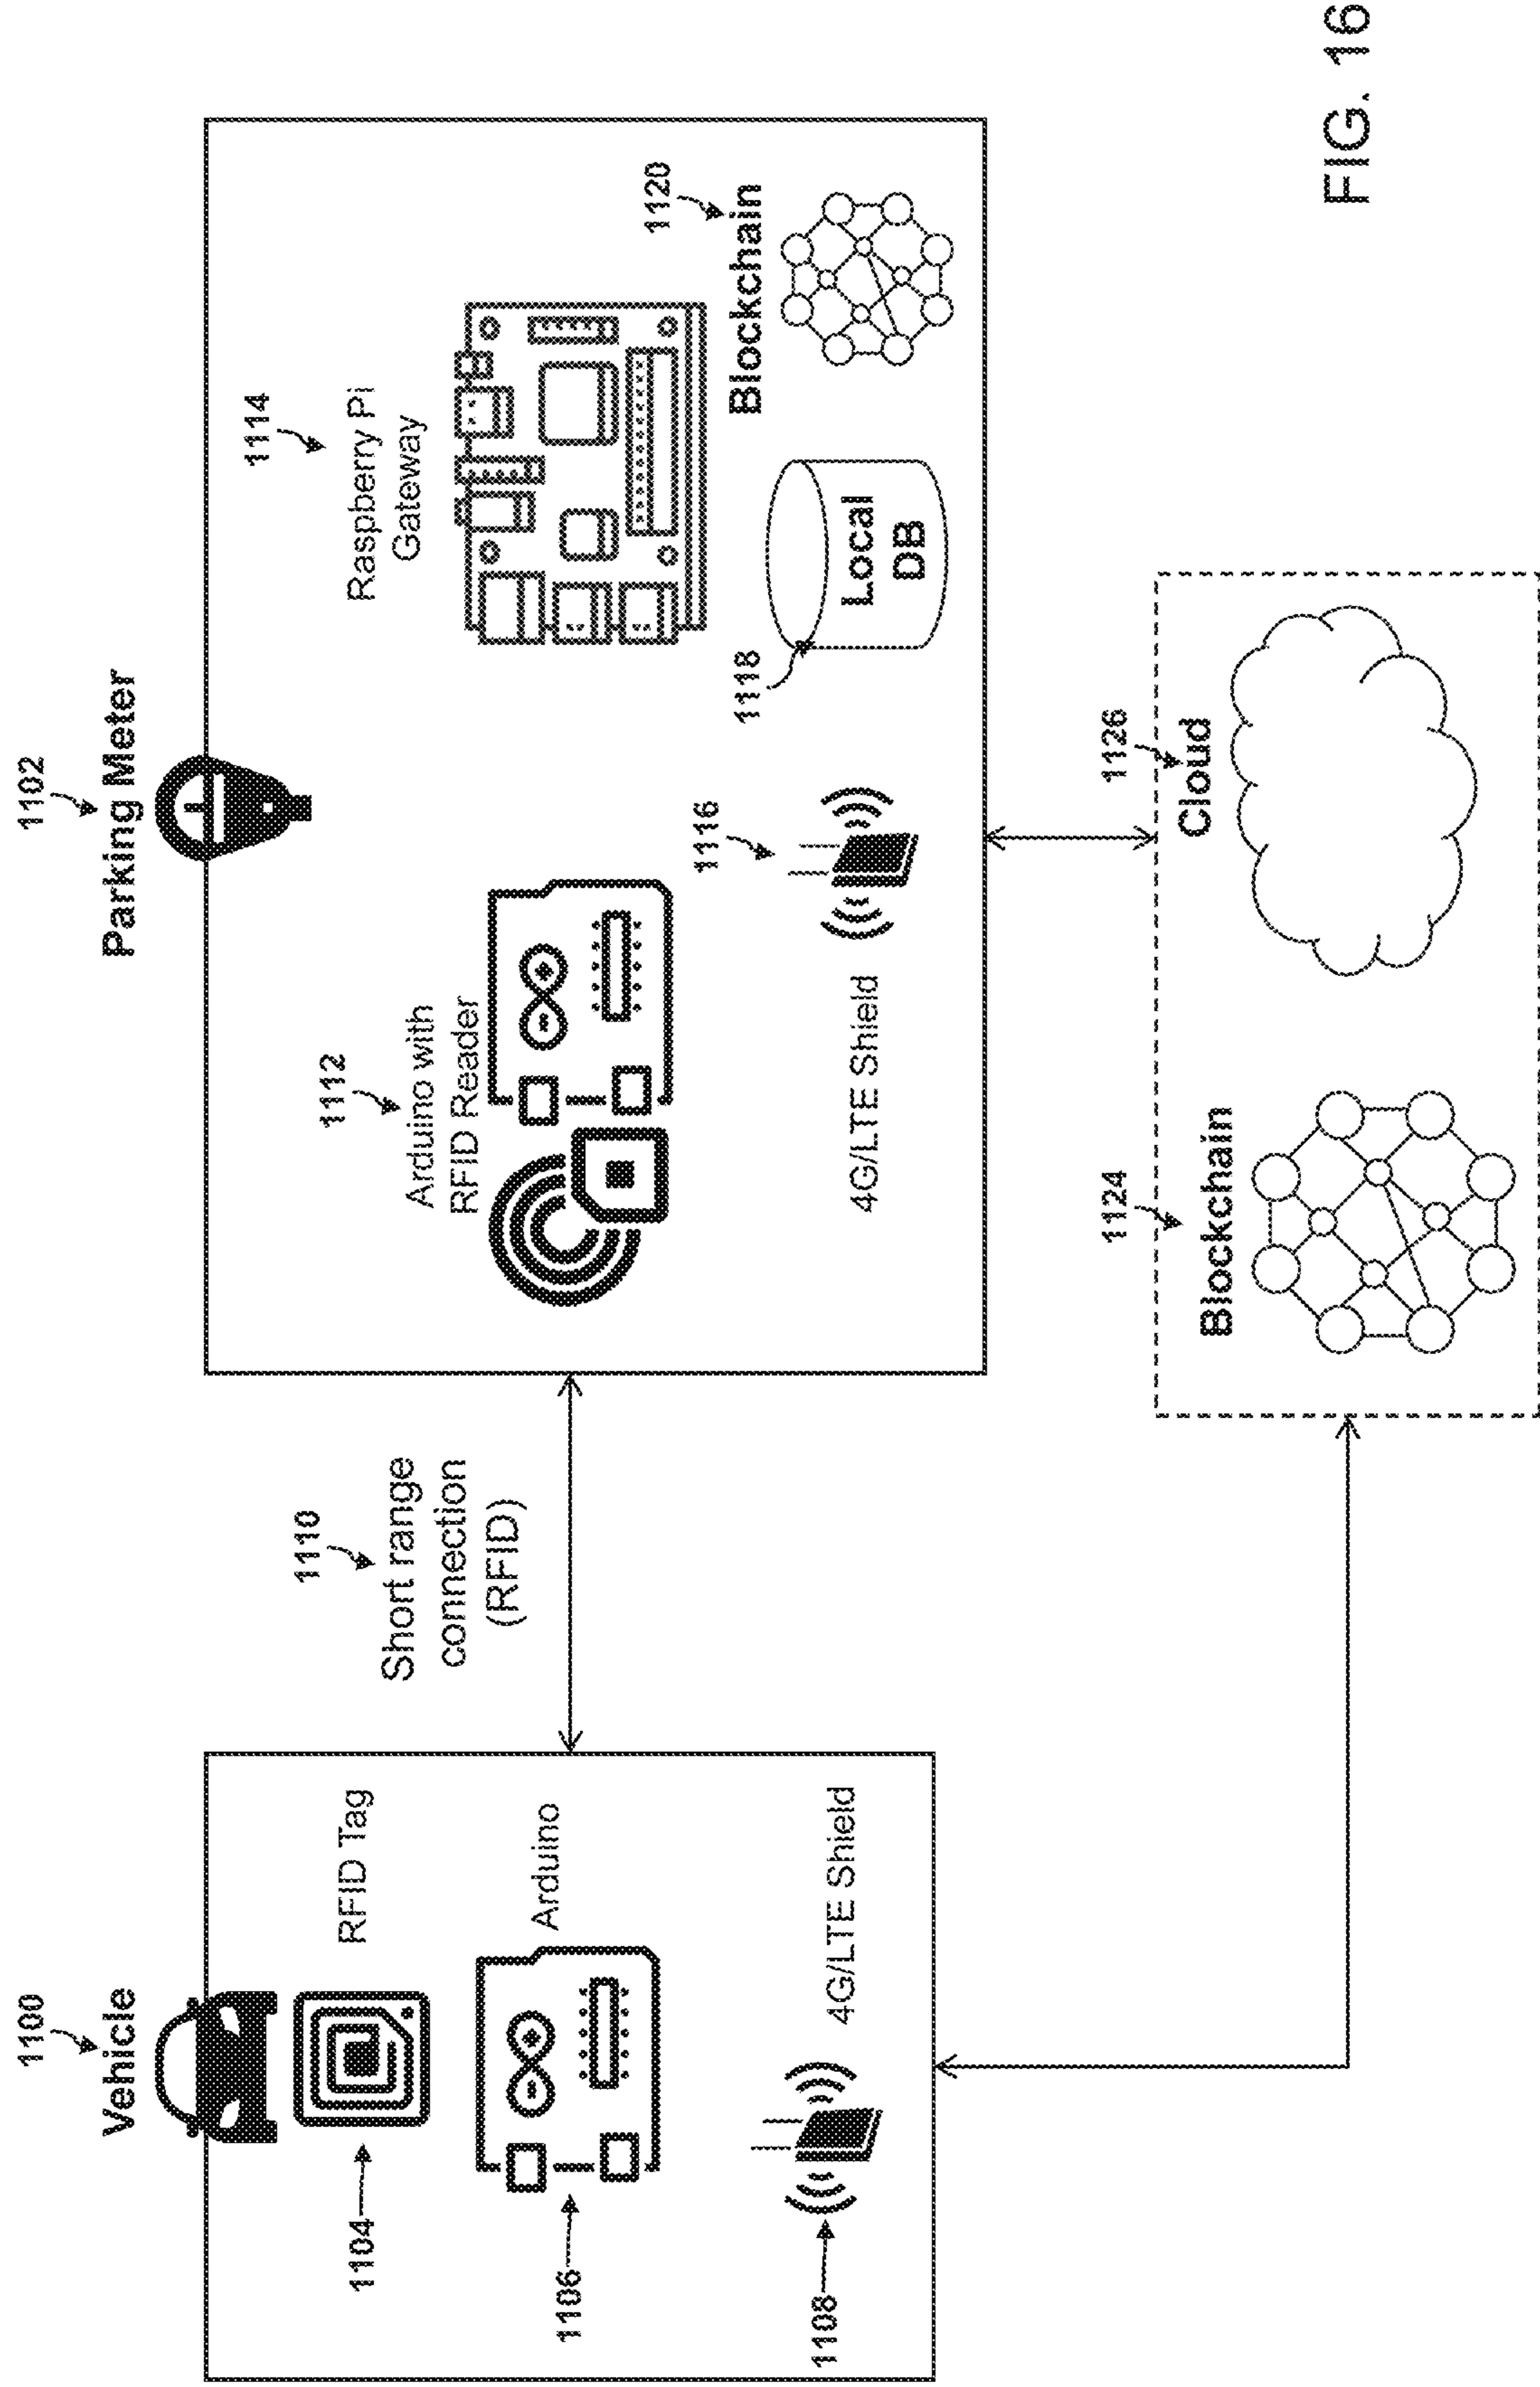 1100
Vehicle
RFID Tag
1104
Arduino
1106
4G/LTE Shield
1108
1110
Short range
connection
(RFID)
1102
Parking Meter
1112
Arduino with
RFID Reader
1114
Raspberry Pi
Gateway
1116
4G/LTE Shield
1118
Local
DB
1120
Blockchain
1124
Blockchain
1126
Cloud
FIG. 16